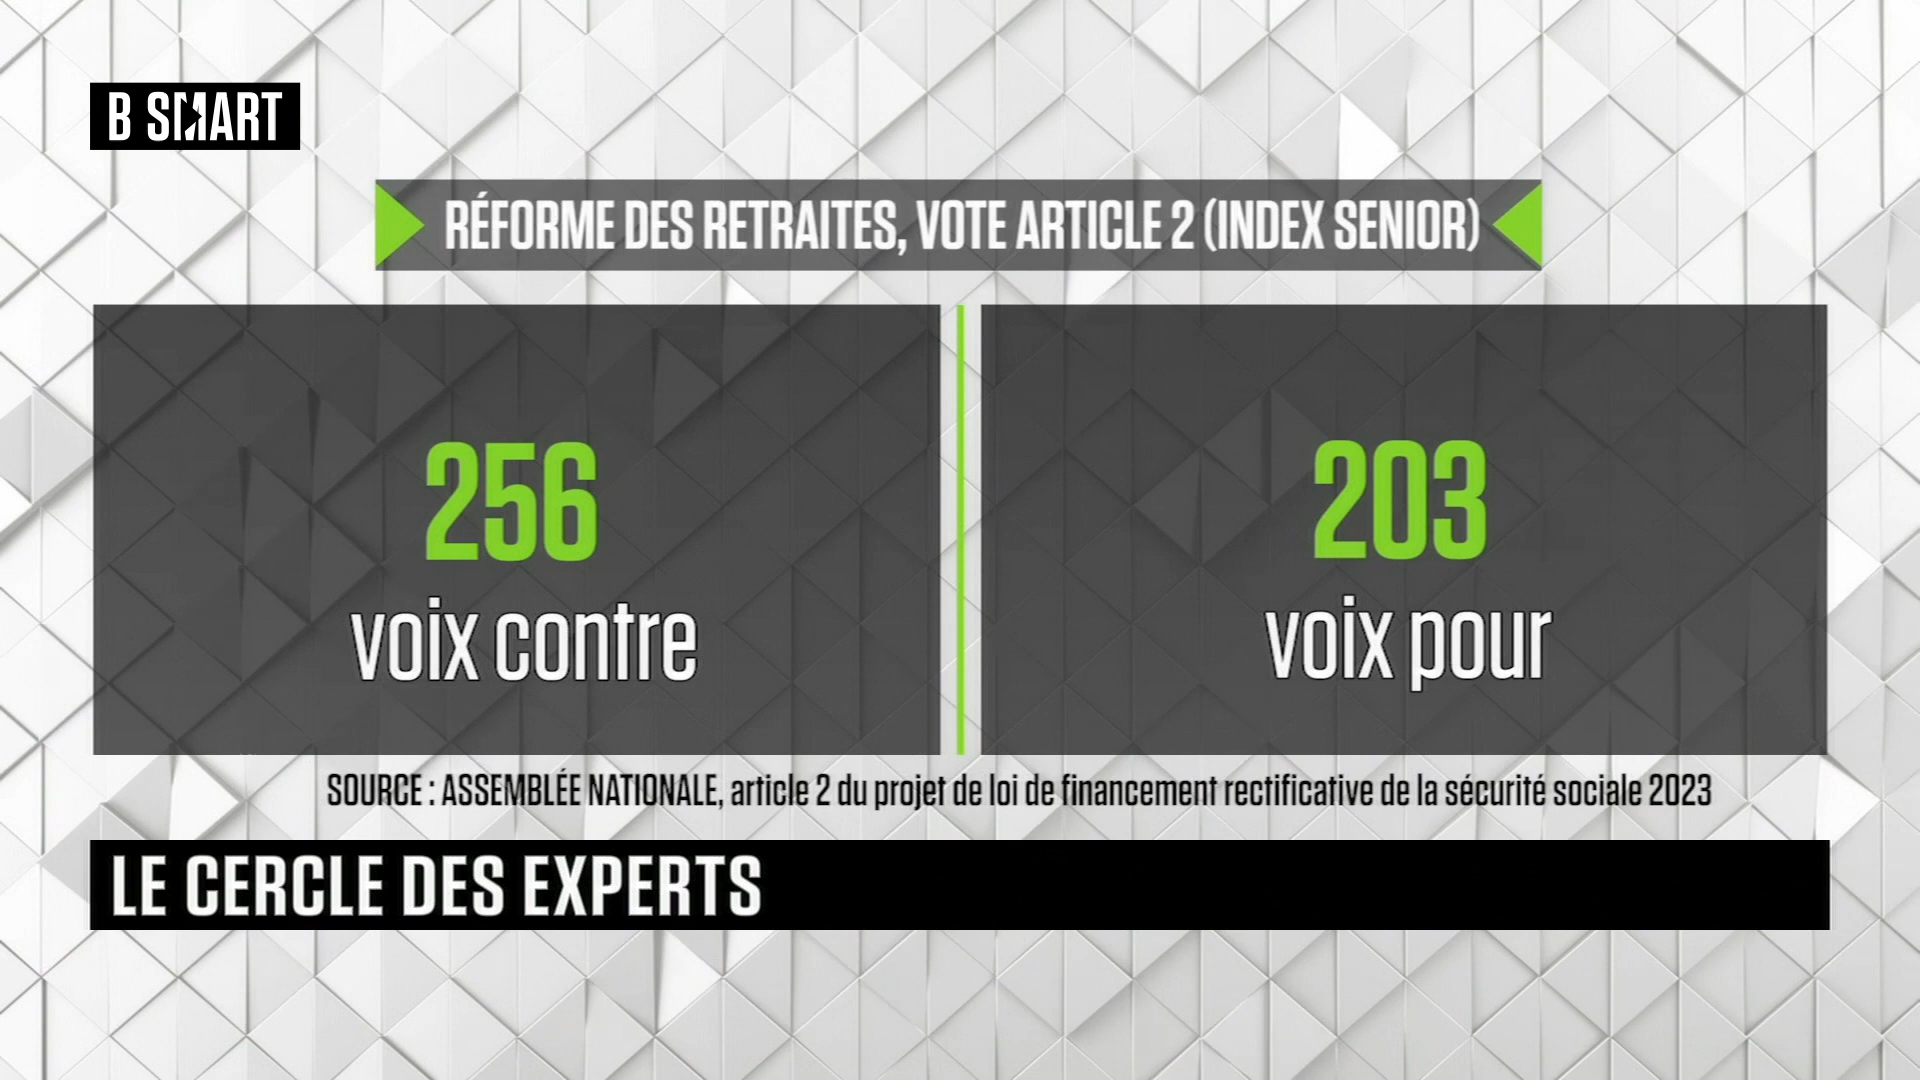 B SMART
RÉFORME DES RETRAITES, VOTE ARTICLE 2 (INDEX SENIOR)
256
voix contre
203
voix pour
SOURCE : ASSEMBLÉE NATIONALE, article 2 du projet de loi de financement rectificative de la sécurité sociale 2023
LE CERCLE DES EXPERTS